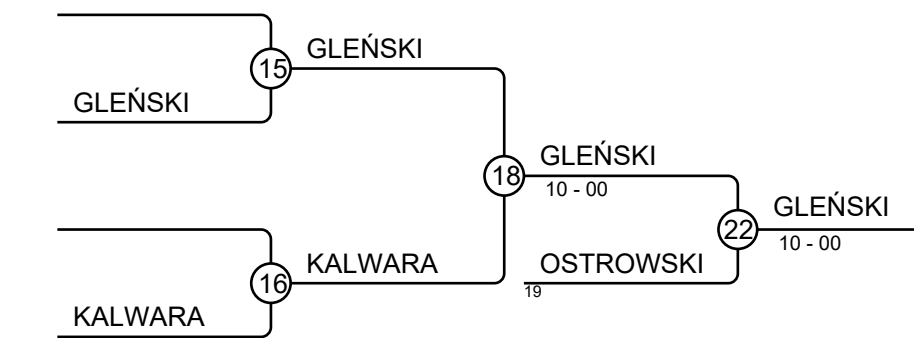 15
GLEŃSKI
GLEŃSKI
18
GLEŃSKI
10 - 00
22
GLEŃSKI
10 - 00
16
KALWARA
OSTROWSKI
19
KALWARA